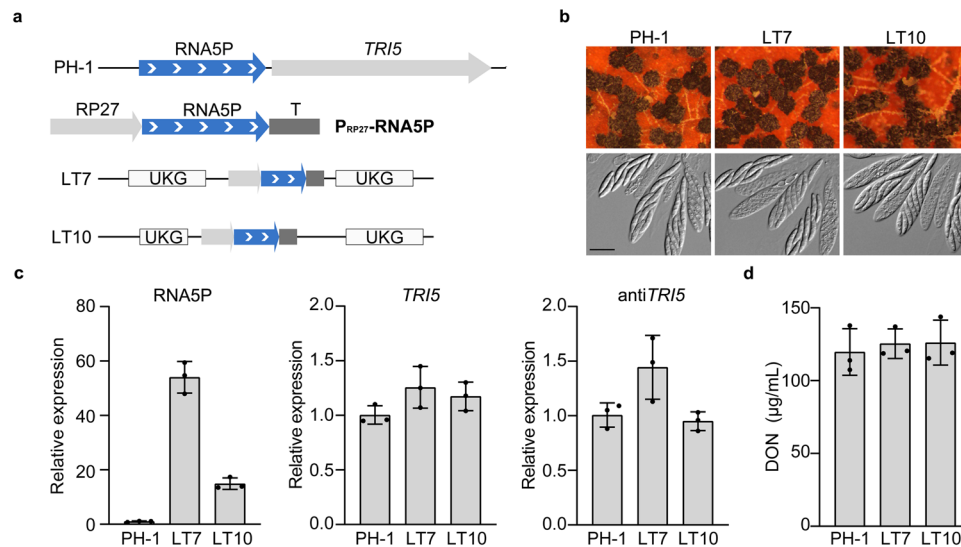 a
RNA5P
TRI5
PH-1
RP27
RNA5P
T
PRP27-RNA5P
LT7
UKG
UKG
LT10
UKG
UKG
b
PH-1
LT7
LT10
c
RNA5P
Relative expression
80
60
40
20
0
PH-1
LT7
LT10
TRI5
Relative expression
2.0
1.5
1.0
0.5
0.0
PH-1
LT7
LT10
antiTRI5
Relative expression
2.0
1.5
1.0
0.5
0.0
PH-1
LT7
LT10
d
DON (µg/mL)
150
100
50
0
PH-1
LT7
LT10